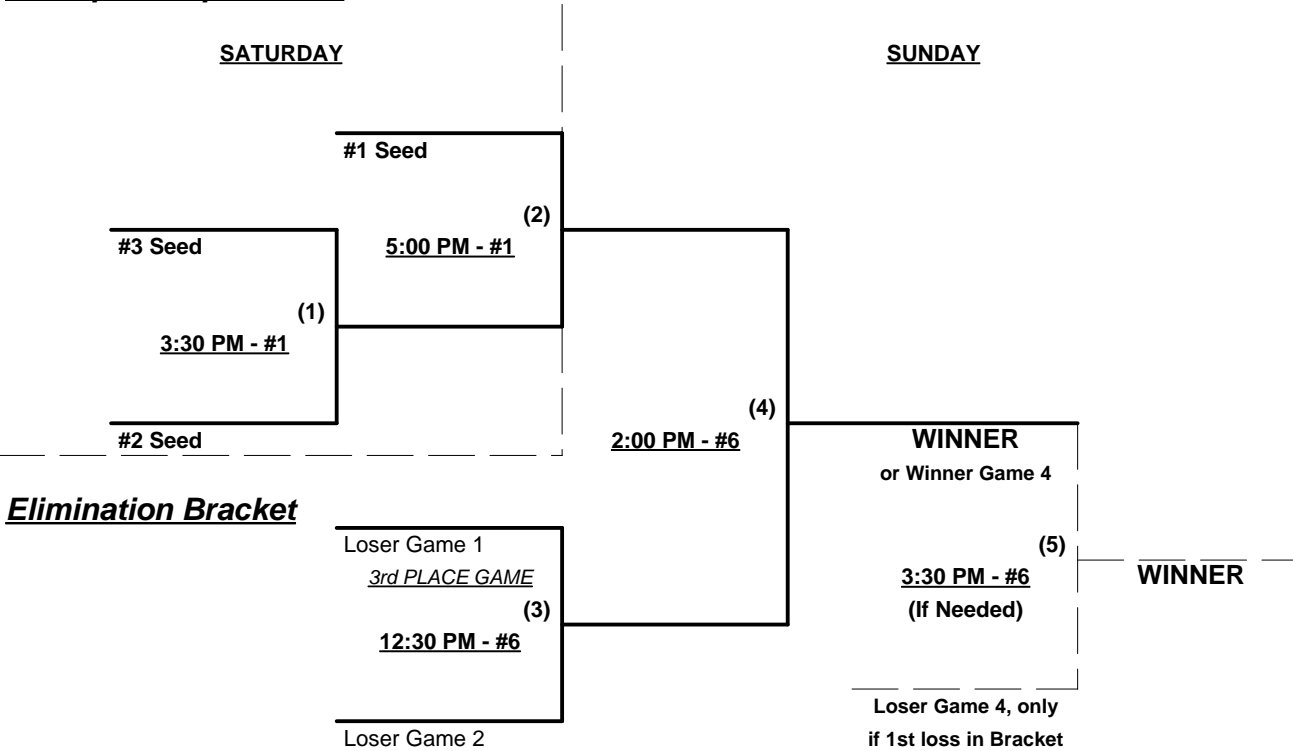 SATURDAY
SUNDAY
#1 Seed
(2)
5:00 PM - #1
#3 Seed
(1)
3:30 PM - #1
#2 Seed
(4)
2:00 PM - #6
WINNER
or Winner Game 4
Elimination Bracket
Loser Game 1
3rd PLACE GAME
(3)
12:30 PM - #6
Loser Game 2
(5)
3:30 PM - #6
(If Needed)
WINNER
Loser Game 4, only
if 1st loss in Bracket